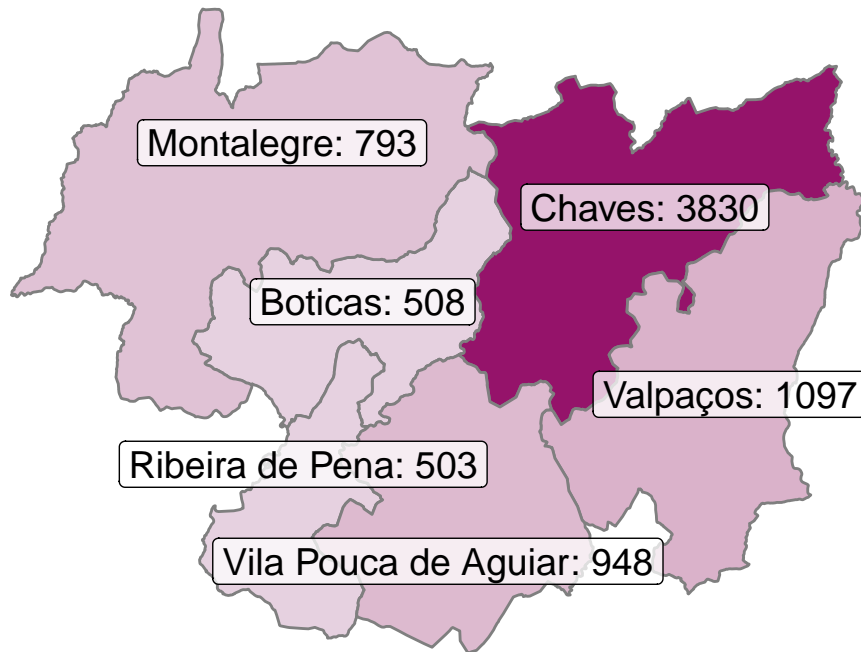 Montalegre: 793
Chaves: 3830
Boticas: 508
Valpaços: 1097
Ribeira de Pena: 503
Vila Pouca de Aguiar: 948